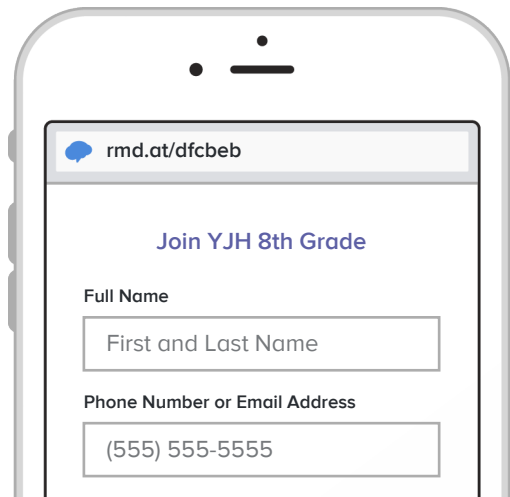 rmd.at/dfcbeb
Join YJH 8th Grade
Full Name
First and Last Name
Phone Number or Email Address
(555) 555-5555